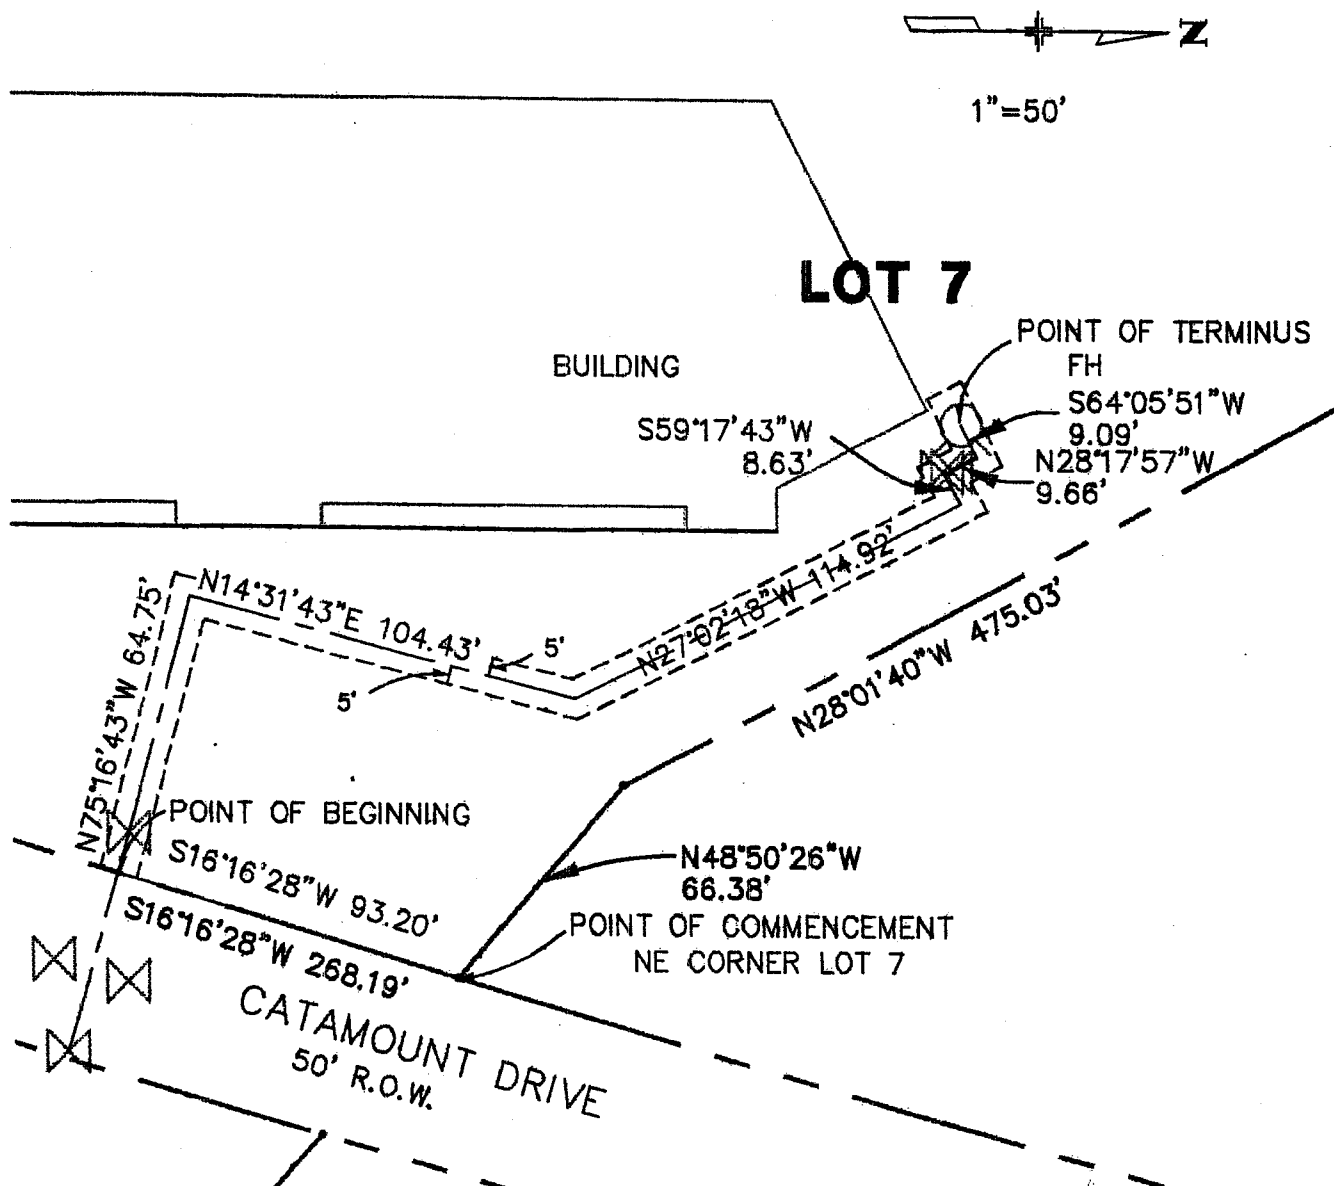 N
1"=50'
LOT 7
POINT OF TERMINUS
FH
BUILDING
S64°05'51"W
9.09'
S59°17'43"W
8.63'
N28°17'57"W
9.66'
N14°31'43"E 104.43'
N27°02'18"W 114.92'
N28°01'40"W 475.03'
5'
5'
N75°16'43"W 64.75'
POINT OF BEGINNING
S16°16'28"W 93.20'
N48°50'26"W
66.38'
S16°16'28"W 268.19'
POINT OF COMMENCEMENT
NE CORNER LOT 7
CATAMOUNT DRIVE
50' R.O.W.